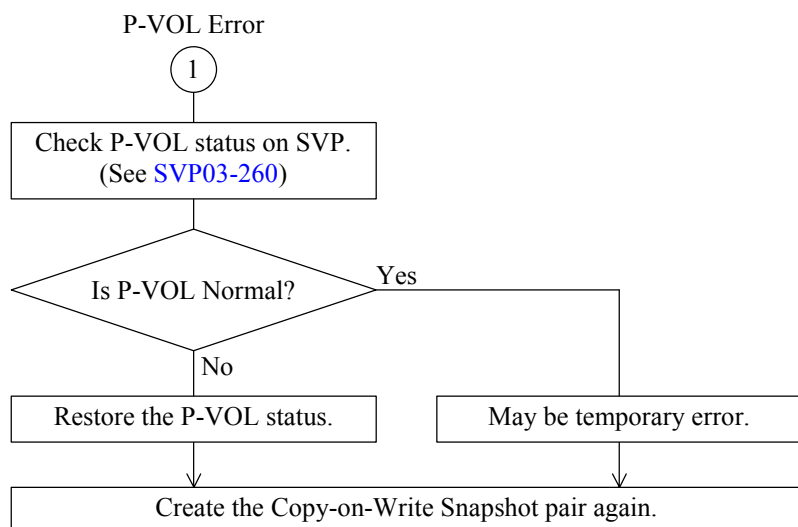 P-VOL Error
1
Check P-VOL status on SVP.
(See SVP03-260)
Is P-VOL Normal?
Yes
No
Restore the P-VOL status.
May be temporary error.
Create the Copy-on-Write Snapshot pair again.